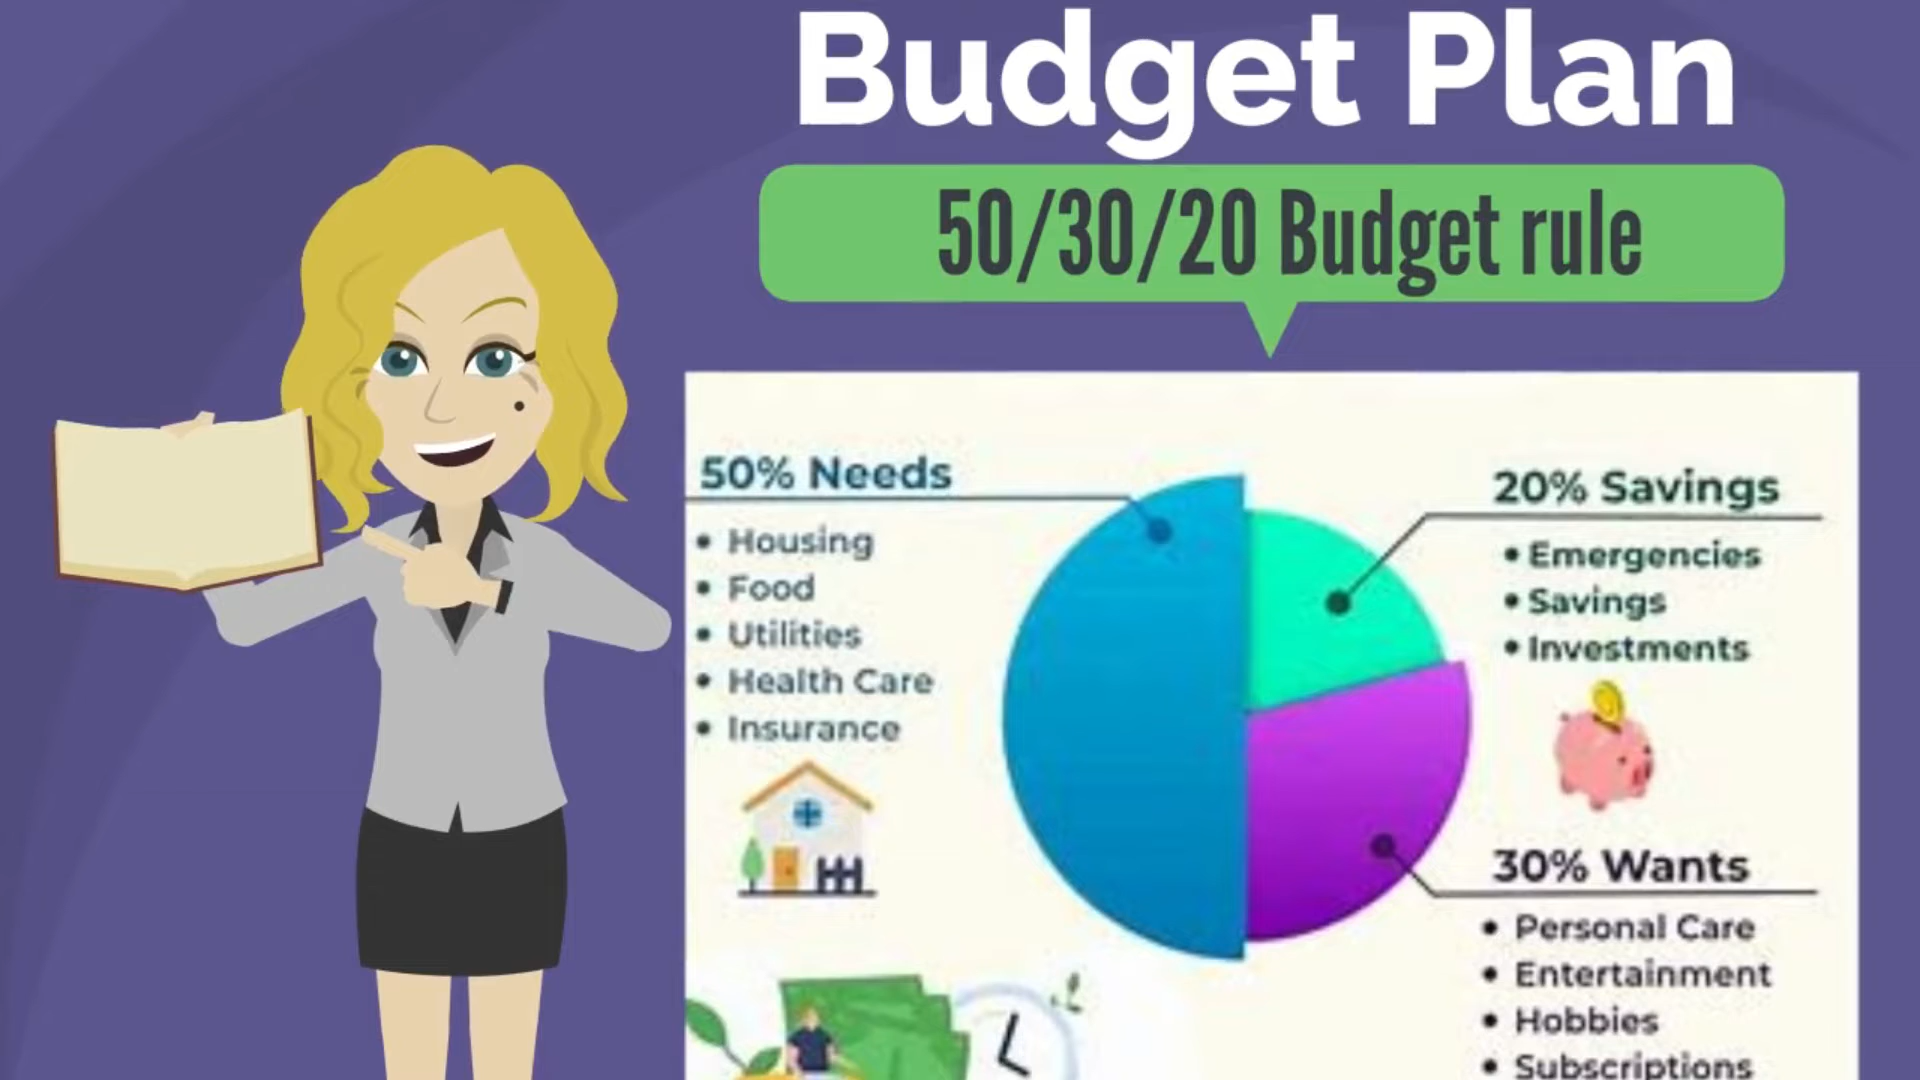 Budget Plan
50/30/20 Budget rule
50% Needs
• Housing
• Food
• Utilities
• Health Care
• Insurance
20% Savings
• Emergencies
• Savings
• Investments
30% Wants
• Personal Care
• Entertainment
• Hobbies
• Subscriptions